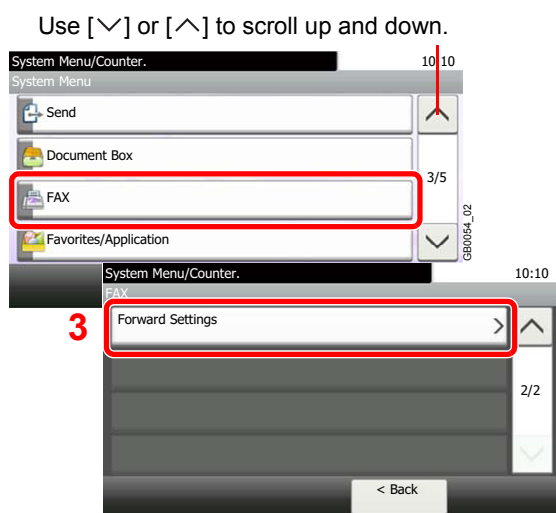 Use [∨] or [∧] to scroll up and down.
System Menu/Counter. 10:10
System Menu
Send
Document Box
3/5
FAX
Favorites/Application
GB0054_02
System Menu/Counter. 10:10
FAX
3 Forward Settings >
2/2
< Back